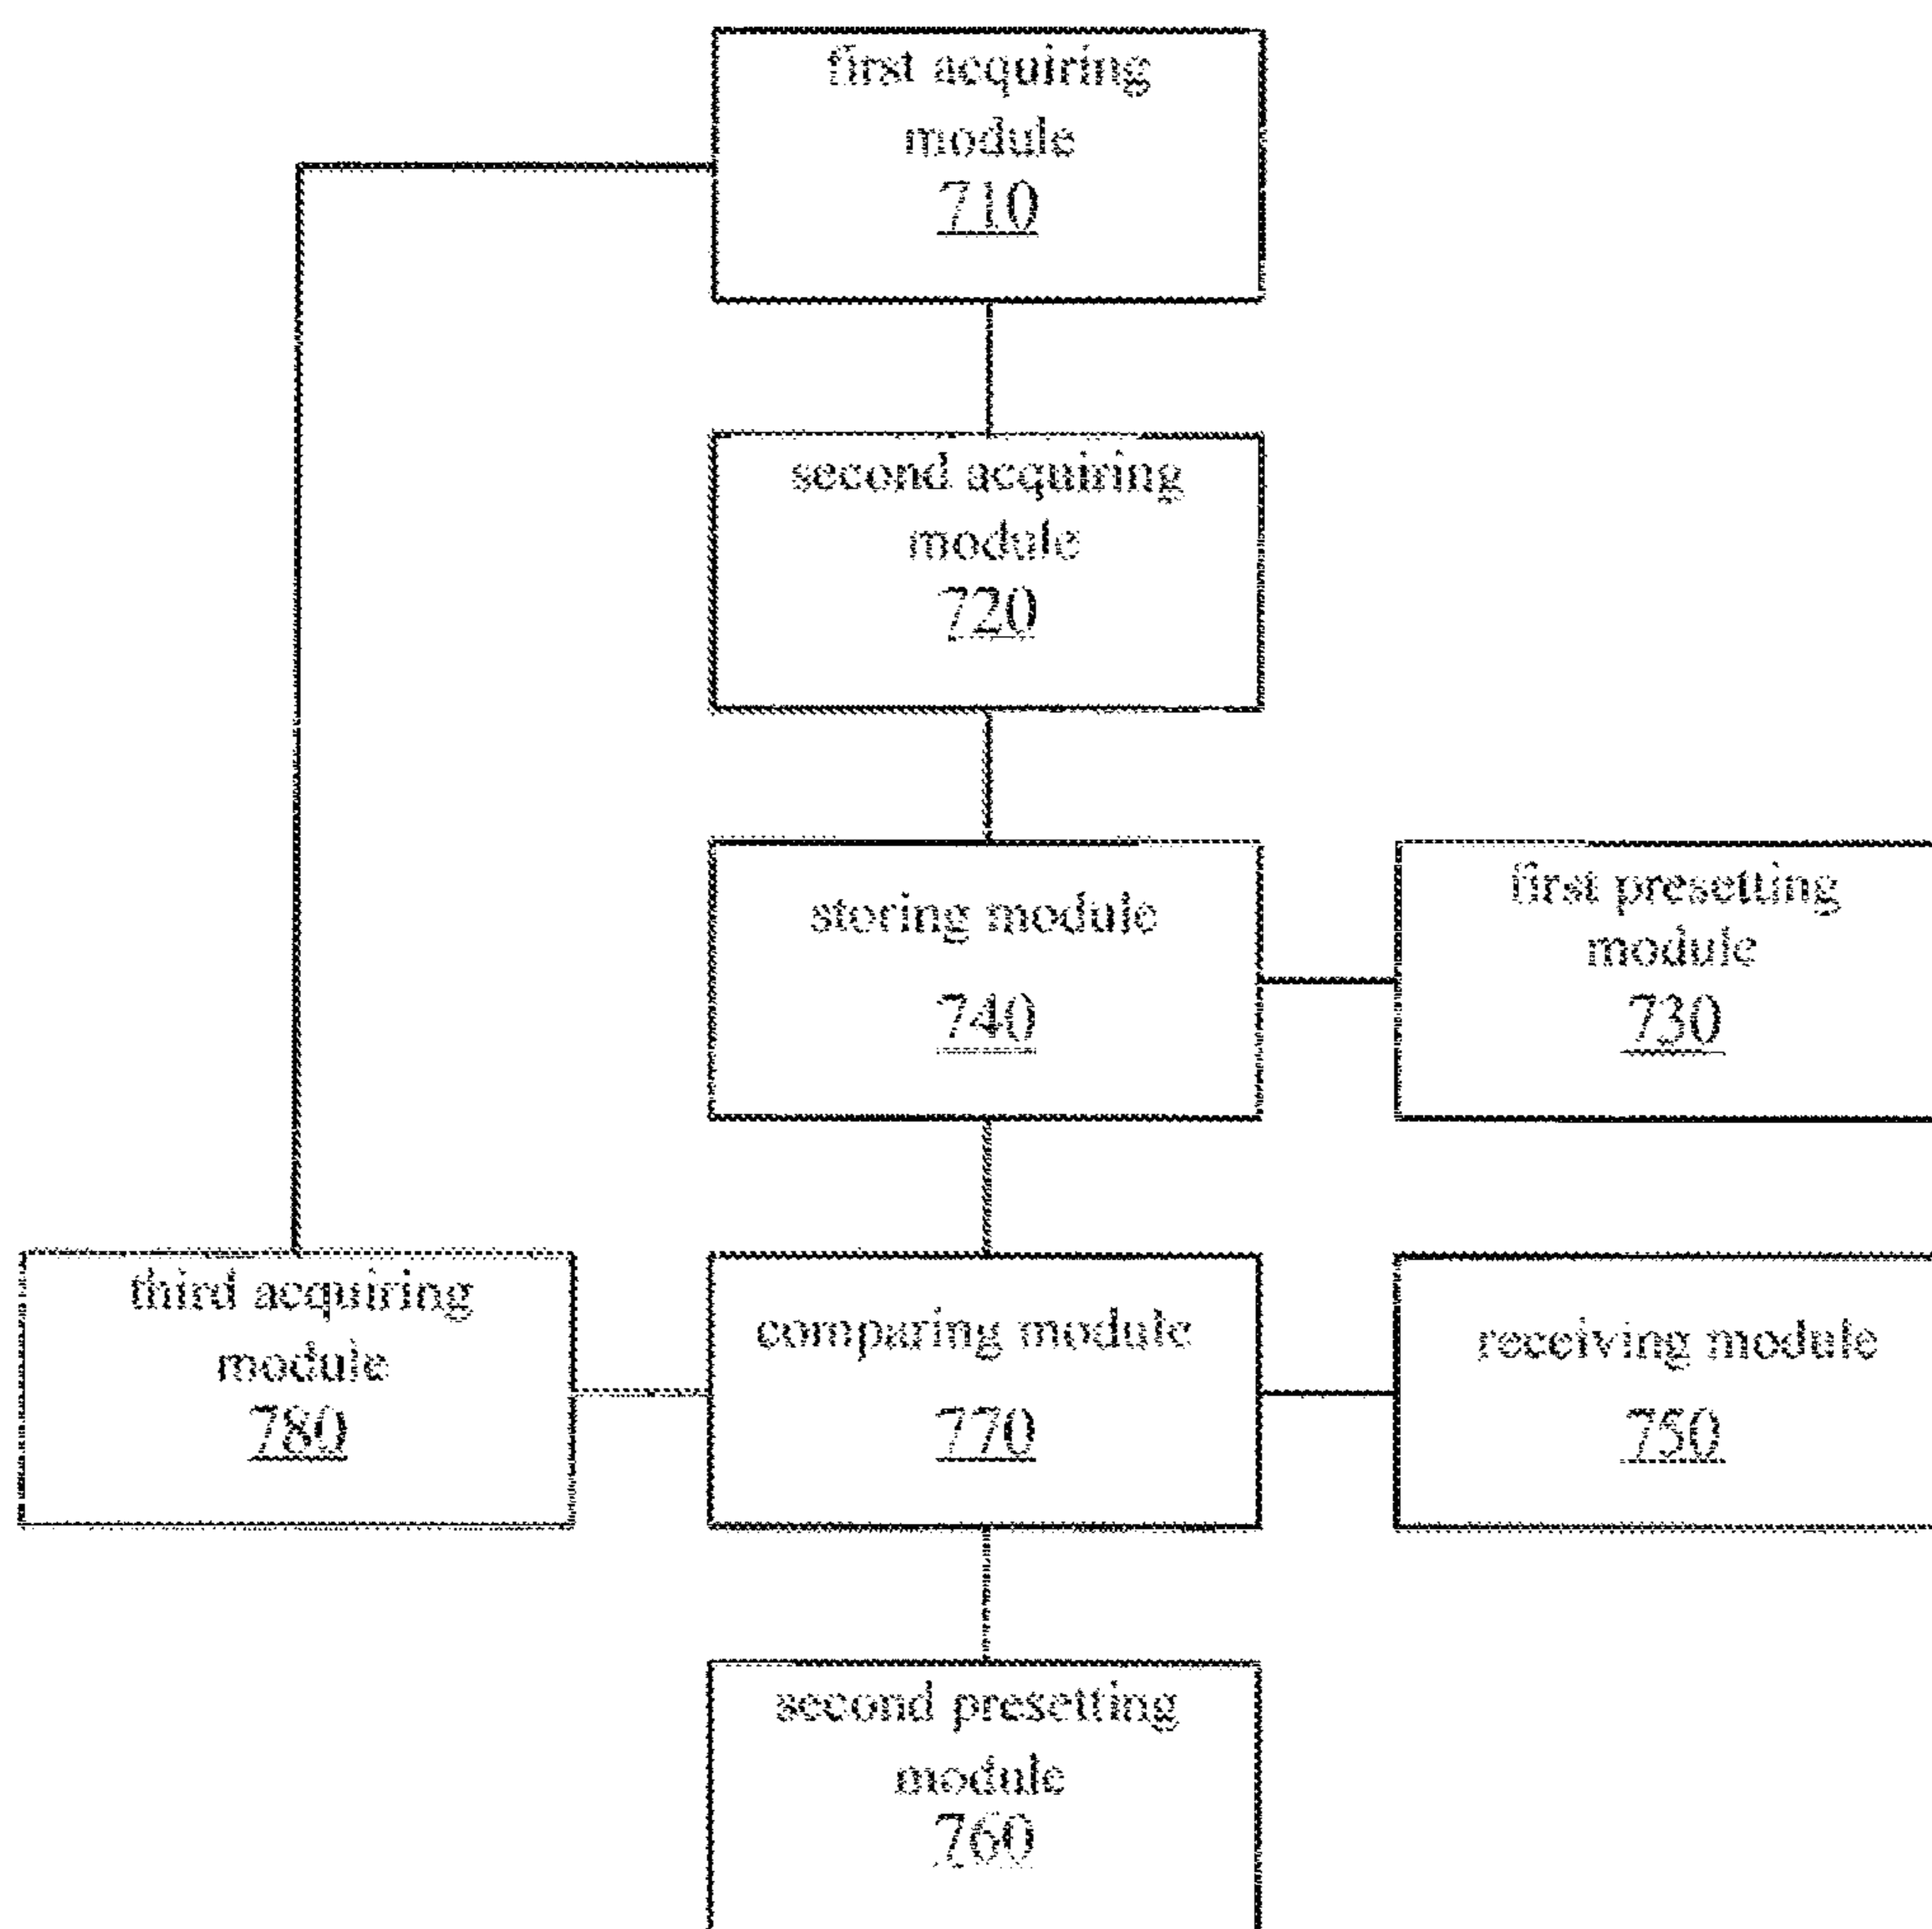 first acquiring
module
710
second acquiring
module
720
storing module
740
first presetting
module
730
third acquiring
module
780
comparing module
770
receiving module
750
second presetting
module
760